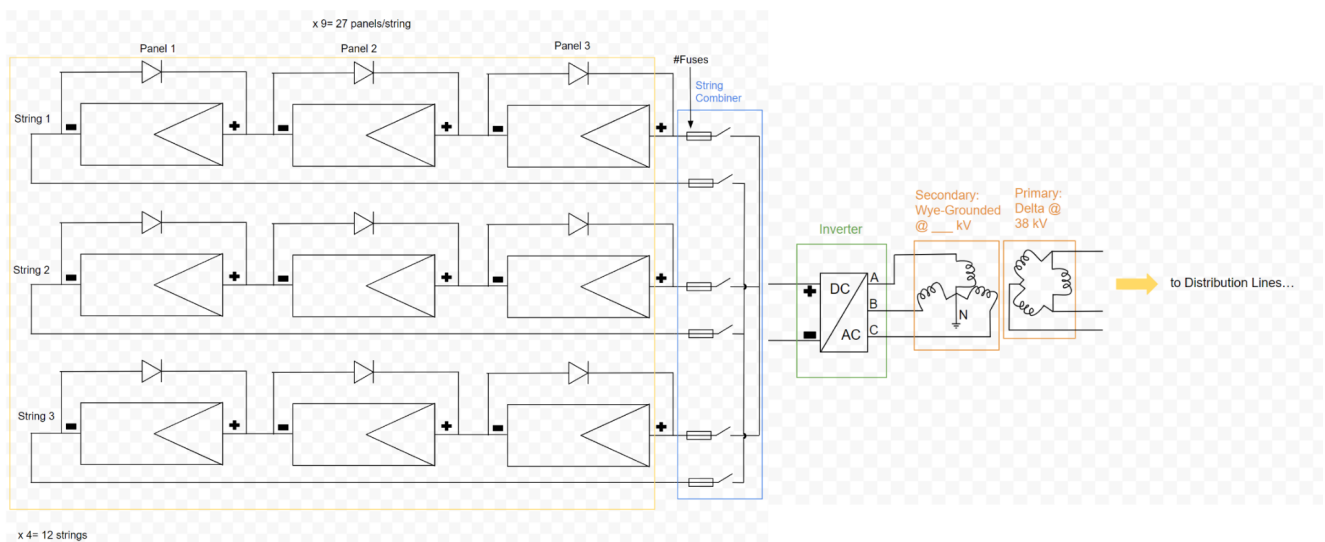 x 9= 27 panels/string
Panel 1
Panel 2
Panel 3
#Fuses
String
Combiner
String 1
String 2
String 3
x 4= 12 strings
Inverter
DC
AC
A
B
C
Secondary:
Wye-Grounded
@ ___ kV
N
Primary:
Delta @
38 kV
to Distribution Lines…